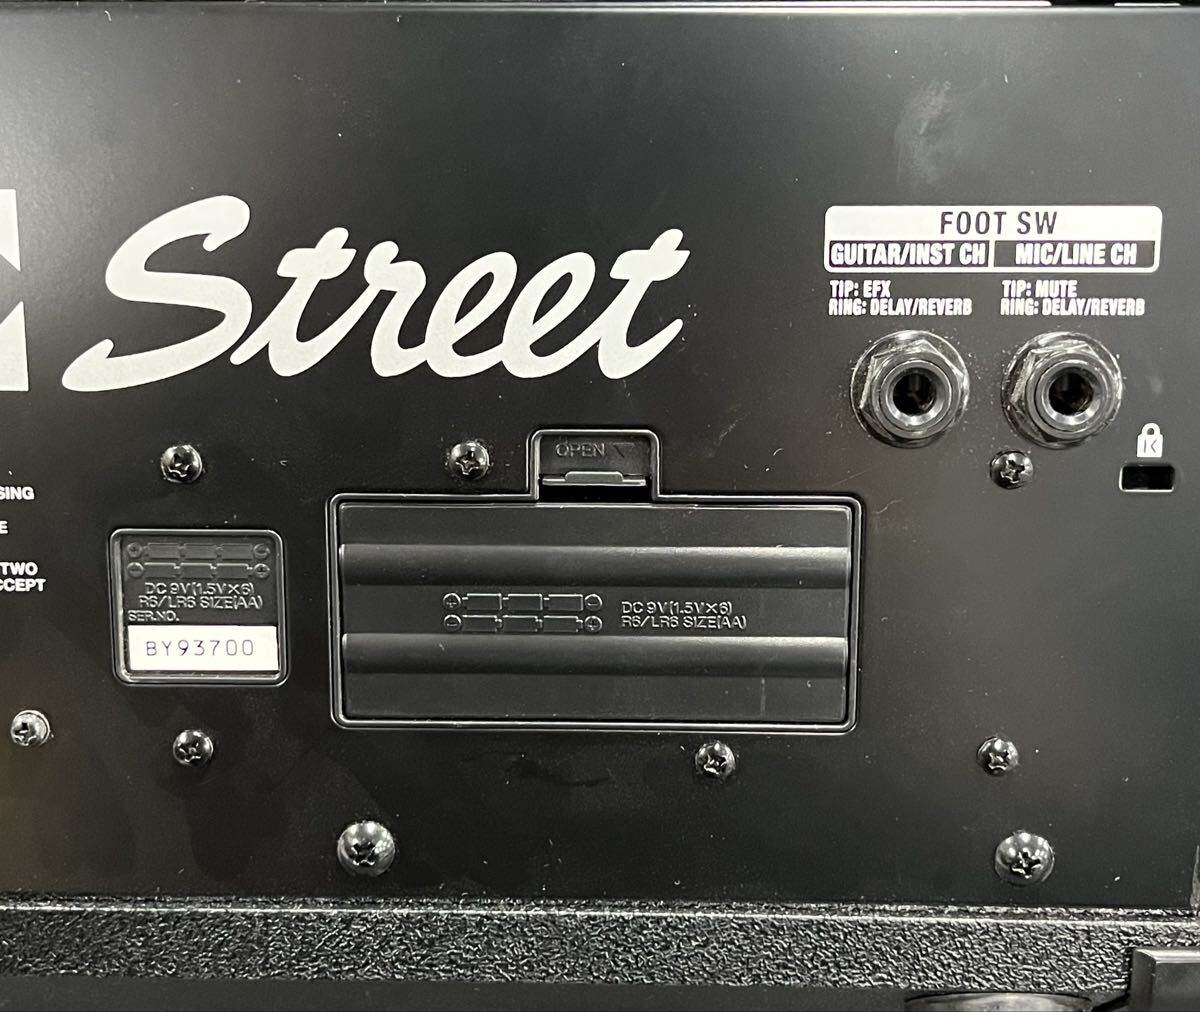 Street
FOOT SW
GUITAR/INST CH MIC/LINE CH
TIP: EFX
RING: DELAY/REVERB
TIP: MUTE
RING: DELAY/REVERB
K
OPEN
SING
E
TWO
CCEPT
DC 9V(1.5V×6)
R6/LR6 SIZE(AA)
SER.NO.
BY93700
DC 9V(1.5V×6)
R6/LR6 SIZE(AA)